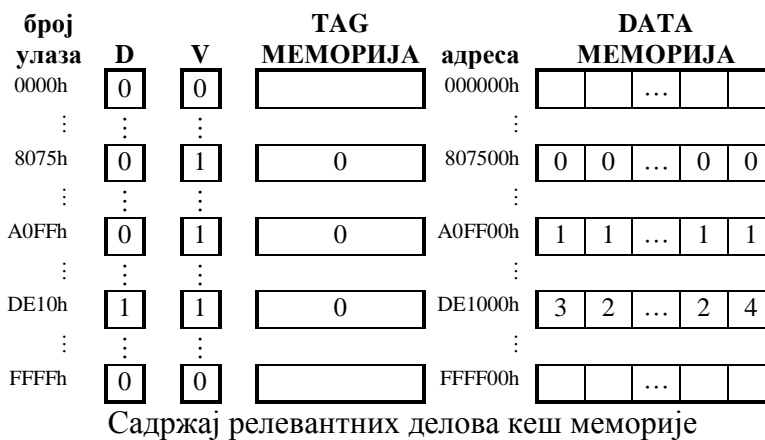 број TAG DATA
улаза D V МЕМОРИЈА адреса МЕМОРИЈА
0000h 0 0 000000h …
⋮ ⋮ ⋮ ⋮
8075h 0 1 0 807500h 0 0 … 0 0
⋮ ⋮ ⋮ ⋮
A0FFh 0 1 0 A0FF00h 1 1 … 1 1
⋮ ⋮ ⋮ ⋮
DE10h 1 1 0 DE1000h 3 2 … 2 4
⋮ ⋮ ⋮ ⋮
FFFFh 0 0 FFFF00h …
Садржај релевантних делова кеш меморије